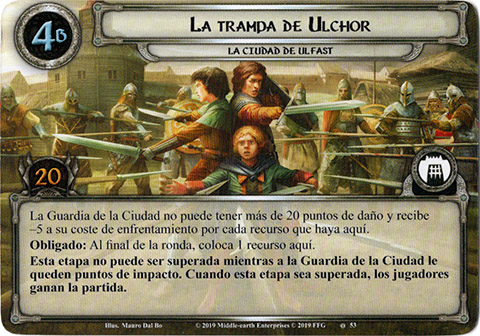 4B
LA TRAMPA DE ULCHOR
LA CIUDAD DE ULFAST
20
La Guardia de la Ciudad no puede tener más de 20 puntos de daño y recibe
–5 a su coste de enfrentamiento por cada recurso que haya aquí.
Obligado: Al final de la ronda, coloca 1 recurso aquí.
Esta etapa no puede ser superada mientras a la Guardia de la Ciudad le
queden puntos de impacto. Cuando esta etapa sea superada, los jugadores
ganan la partida.
Illus. Mauro Dal Bo © 2019 Middle-earth Enterprises © 2019 FFG 53